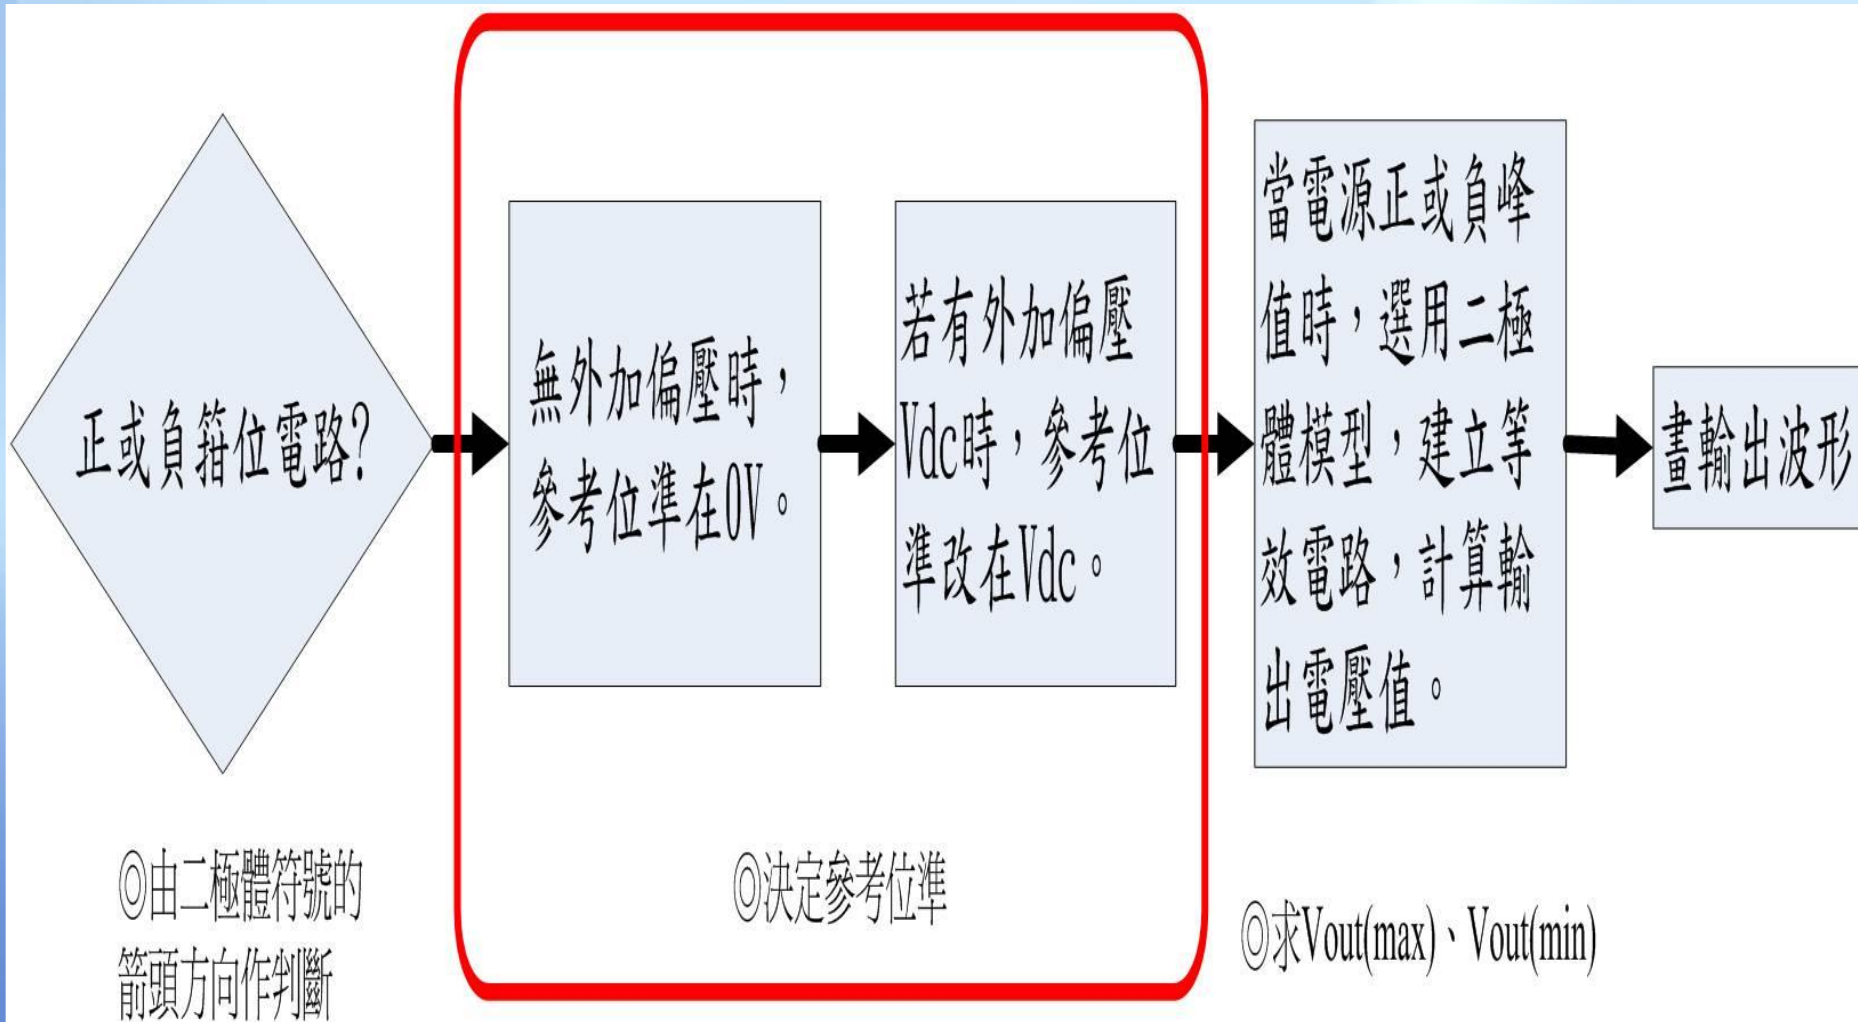 正或負箝位電路?
無外加偏壓時，
參考位準在0V。
若有外加偏壓
Vdc時，參考位
準改在Vdc。
當電源正或負峰
值時，選用二極
體模型，建立等
效電路，計算輸
出電壓值。
畫輸出波形
◎由二極體符號的
箭頭方向作判斷
◎決定參考位準
◎求Vout(max)、Vout(min)